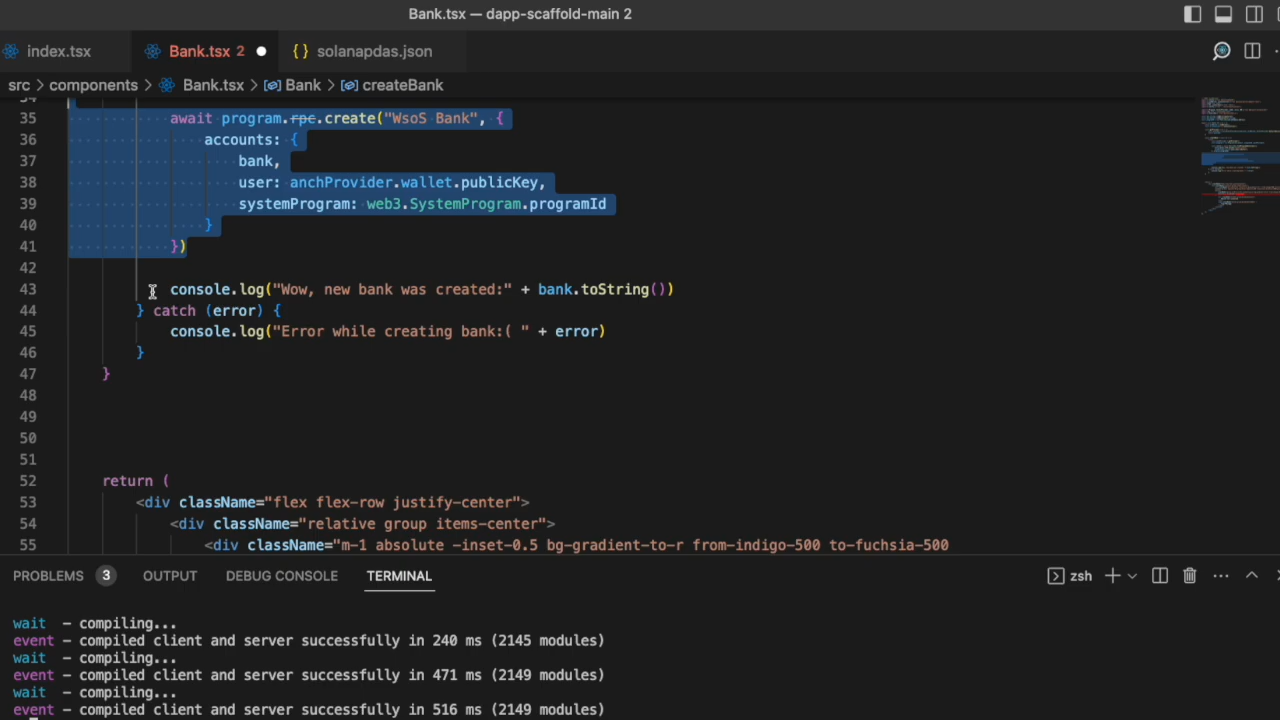 Bank.tsx — dapp-scaffold-main 2
index.tsx Bank.tsx 2 { } solanapdas.json
src > components > Bank.tsx > Bank > createBank
34
35 await program.rpc.create("WsoS Bank", {
36 accounts: {
37 bank,
38 user: anchProvider.wallet.publicKey,
39 systemProgram: web3.SystemProgram.programId
40 }
41 })
42
43 console.log("Wow, new bank was created:" + bank.toString())
44 } catch (error) {
45 console.log("Error while creating bank:( " + error)
46 }
47 }
48
49
50
51
52 return (
53 <div className="flex flex-row justify-center">
54 <div className="relative group items-center">
55 <div className="m-1 absolute -inset-0.5 bg-gradient-to-r from-indigo-500 to-fuchsia-500
PROBLEMS 3 OUTPUT DEBUG CONSOLE TERMINAL zsh
wait – compiling...
event – compiled client and server successfully in 240 ms (2145 modules)
wait – compiling...
event – compiled client and server successfully in 471 ms (2149 modules)
wait – compiling...
event – compiled client and server successfully in 516 ms (2149 modules)